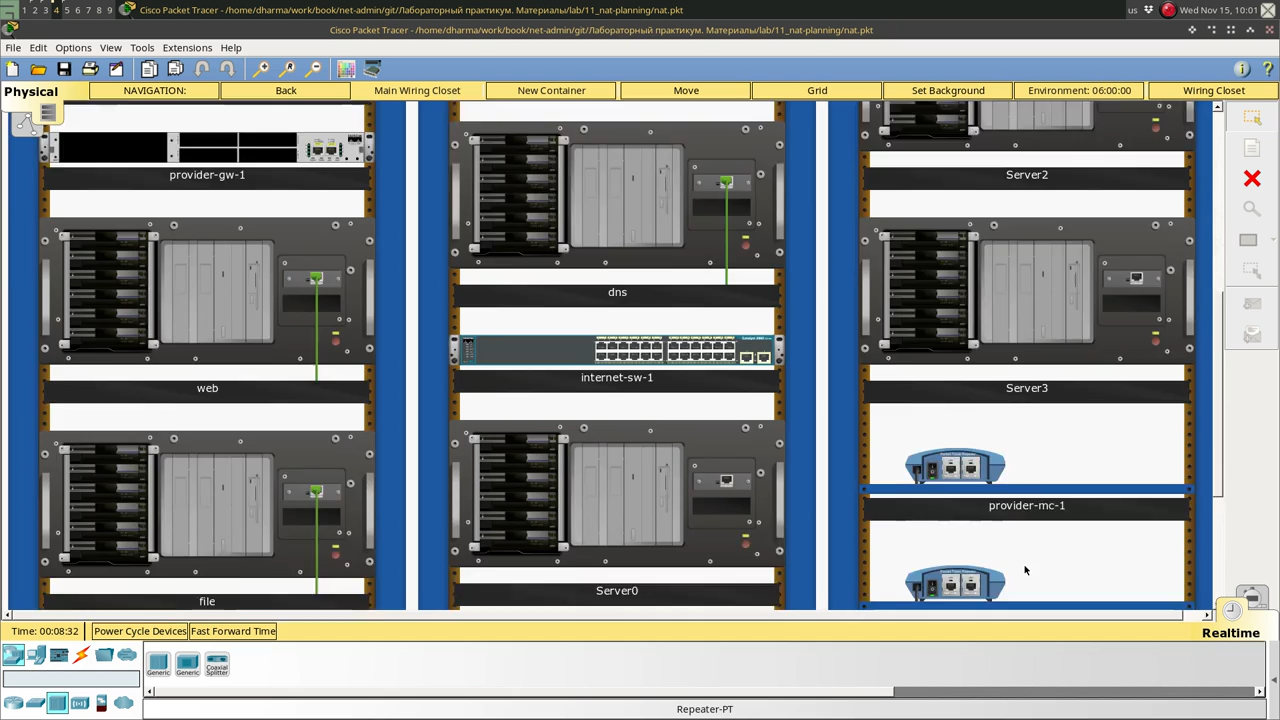 1 2 3 4 5 6 7 8 9
Cisco Packet Tracer - /home/dharma/work/book/net-admin/git/Лабораторный практикум. Материалы/lab/11_nat-planning/nat.pkt
us
Wed Nov 15, 10:01
Cisco Packet Tracer - /home/dharma/work/book/net-admin/git/Лабораторный практикум. Материалы/lab/11_nat-planning/nat.pkt
File Edit Options View Tools Extensions Help
Physical
NAVIGATION:
Back
Main Wiring Closet
New Container
Move
Grid
Set Background
Environment: 06:00:00
Wiring Closet
provider-gw-1
Server2
dns
internet-sw-1
web
Server3
provider-mc-1
Server0
file
Time: 00:08:32
Power Cycle Devices
Fast Forward Time
Realtime
Generic
Generic
Coaxial
Splitter
Repeater-PT